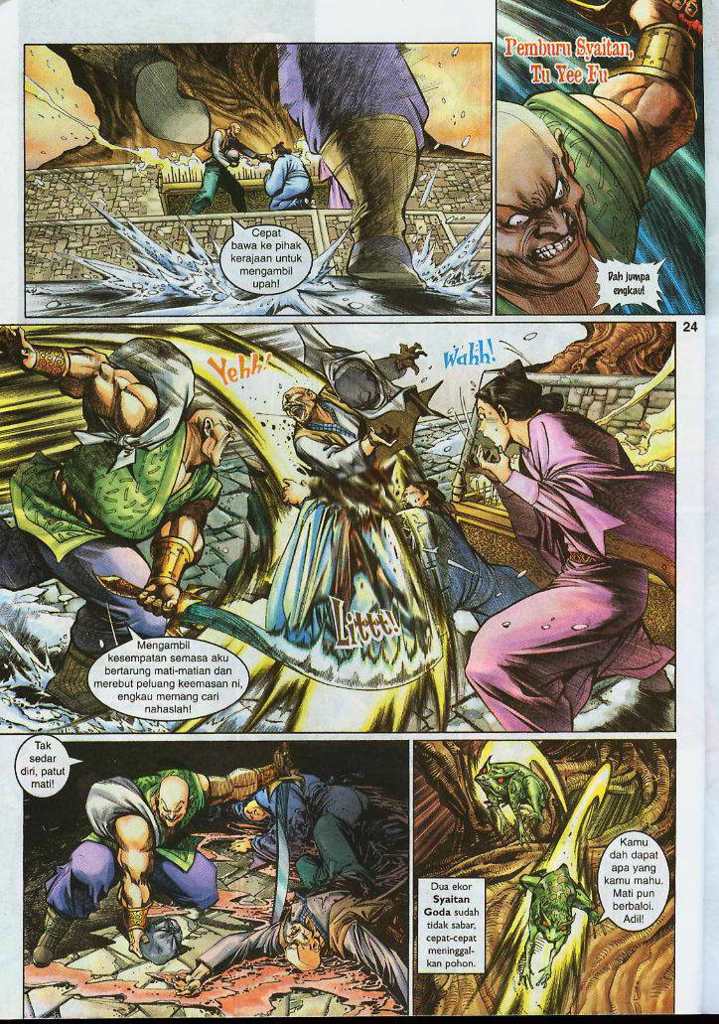 Cepat
bawa ke pihak
kerajaan untuk
mengambil
upah!
Pemburu Syaitan,
Tu Yee Fu
Dah jumpa
engkau!
24
Yehh!
Wahh!
Litttt!
Mengambil
kesempatan semasa aku
bertarung mati-matian dan
merebut peluang keemasan ni,
engkau memang cari
nahaslah!
Tak
sedar
diri, patut
mati!
Dua ekor
Syaitan
Goda sudah
tidak sabar,
cepat-cepat
meninggal-
kan pohon.
Kamu
dah dapat
apa yang
kamu mahu.
Mati pun
berbaloi.
Adil!